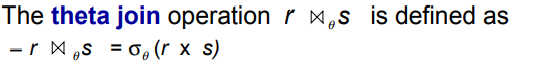 The theta join operation r ⋈θ s is defined as
– r ⋈θ s = σθ (r x s)